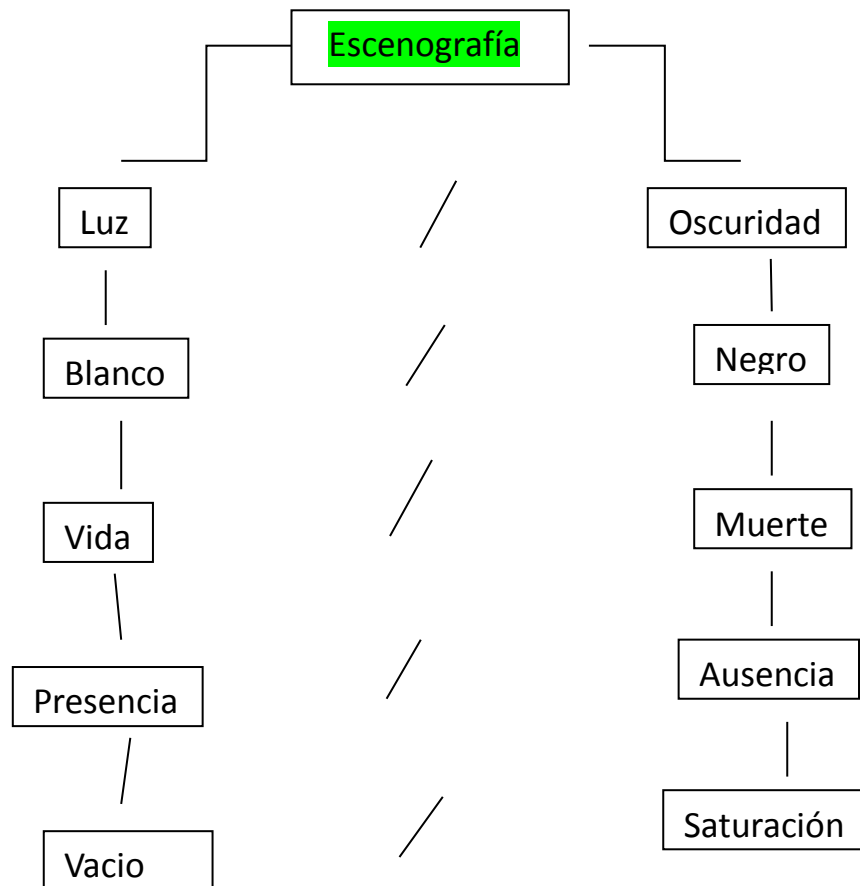 Escenografía
Luz / Oscuridad
Blanco / Negro
Vida / Muerte
Presencia / Ausencia
Vacio / Saturación